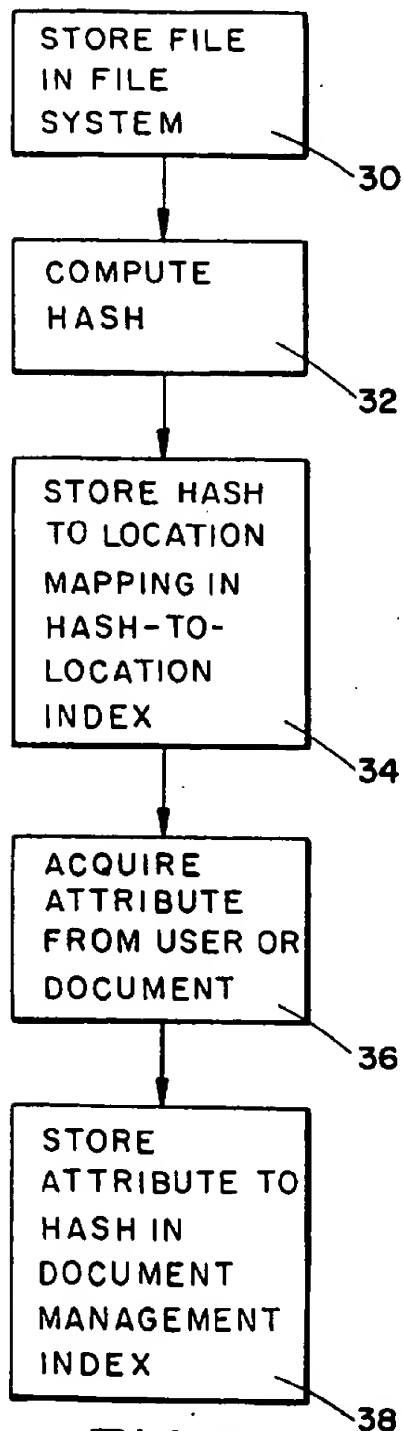 STORE FILE
IN FILE
SYSTEM
30
COMPUTE
HASH
32
STORE HASH
TO LOCATION
MAPPING IN
HASH-TO-
LOCATION
INDEX
34
ACQUIRE
ATTRIBUTE
FROM USER OR
DOCUMENT
36
STORE
ATTRIBUTE TO
HASH IN
DOCUMENT
MANAGEMENT
INDEX
38